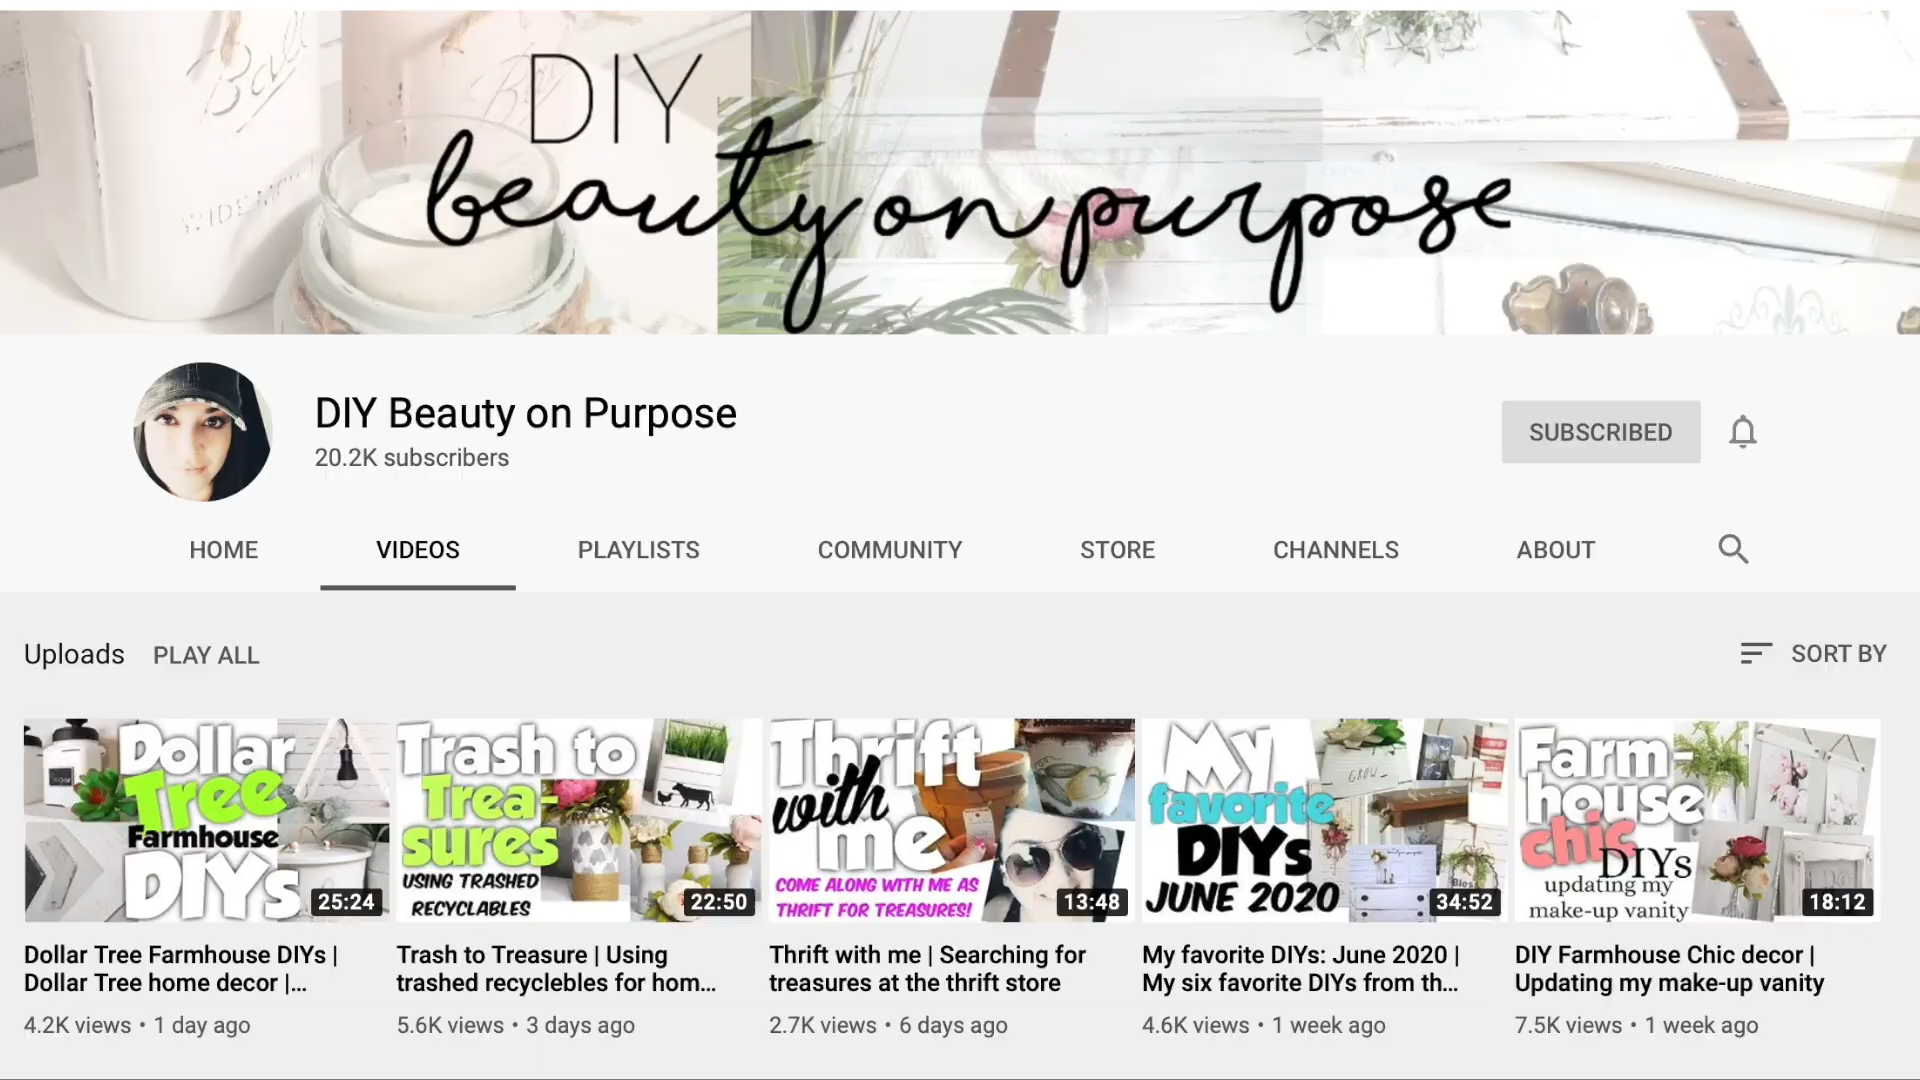 Ball
WIDE MOUTH
DIY
beauty on purpose
DIY Beauty on Purpose
20.2K subscribers
SUBSCRIBED
HOME
VIDEOS
PLAYLISTS
COMMUNITY
STORE
CHANNELS
ABOUT
Uploads
PLAY ALL
SORT BY
Dollar
Tree
Farmhouse
DIYs
25:24
Trash to
Trea-
sures
USING TRASHED
RECYCLABLES
22:50
Thrift
with
me
COME ALONG WITH ME AS
THRIFT FOR TREASURES!
13:48
My
favorite
DIYs
JUNE 2020
GROW
34:52
Farm-
house
chic
DIYs
updating my
make-up vanity
18:12
Dollar Tree Farmhouse DIYs |
Dollar Tree home decor |...
4.2K views • 1 day ago
Trash to Treasure | Using
trashed recyclebles for hom...
5.6K views • 3 days ago
Thrift with me | Searching for
treasures at the thrift store
2.7K views • 6 days ago
My favorite DIYs: June 2020 |
My six favorite DIYs from th...
4.6K views • 1 week ago
DIY Farmhouse Chic decor |
Updating my make-up vanity
7.5K views • 1 week ago